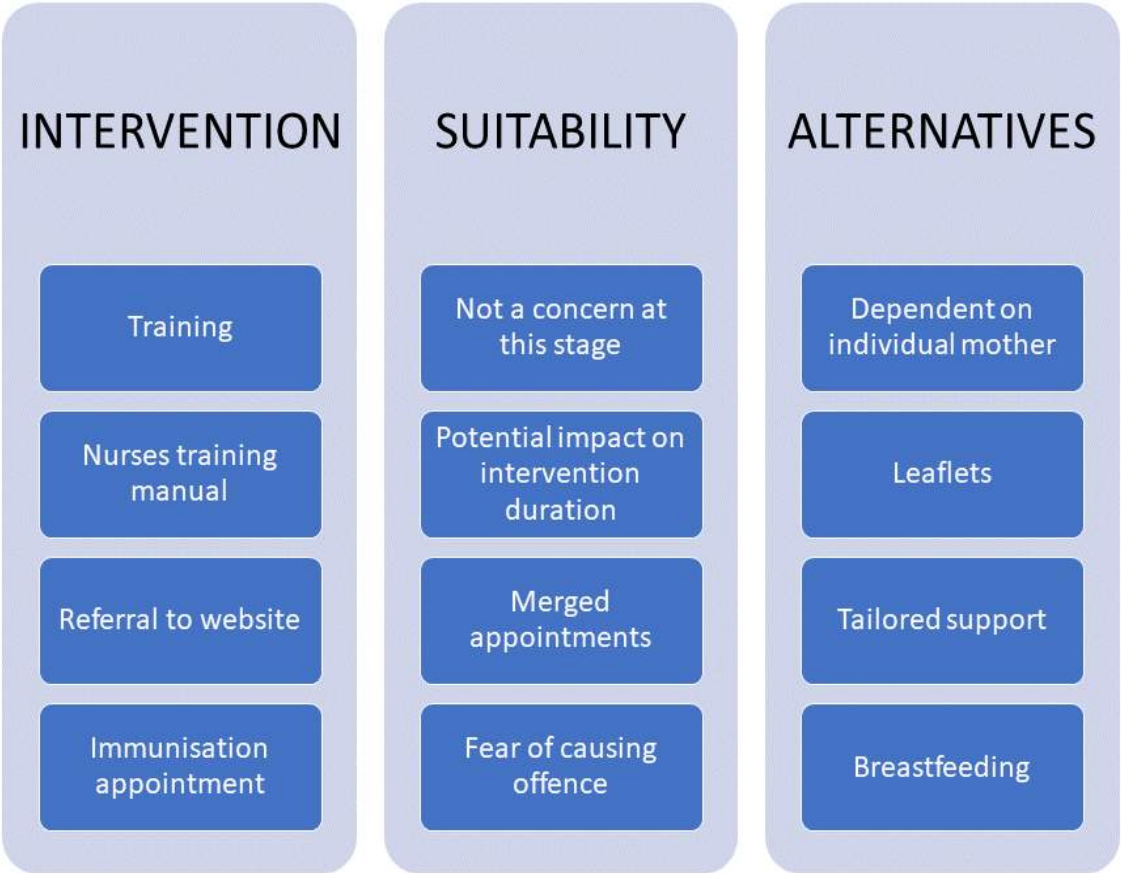 INTERVENTION
Training
Nurses training
manual
Referral to website
Immunisation
appointment
SUITABILITY
Not a concern at
this stage
Potential impact on
intervention
duration
Merged
appointments
Fear of causing
offence
ALTERNATIVES
Dependent on
individual mother
Leaflets
Tailored support
Breastfeeding